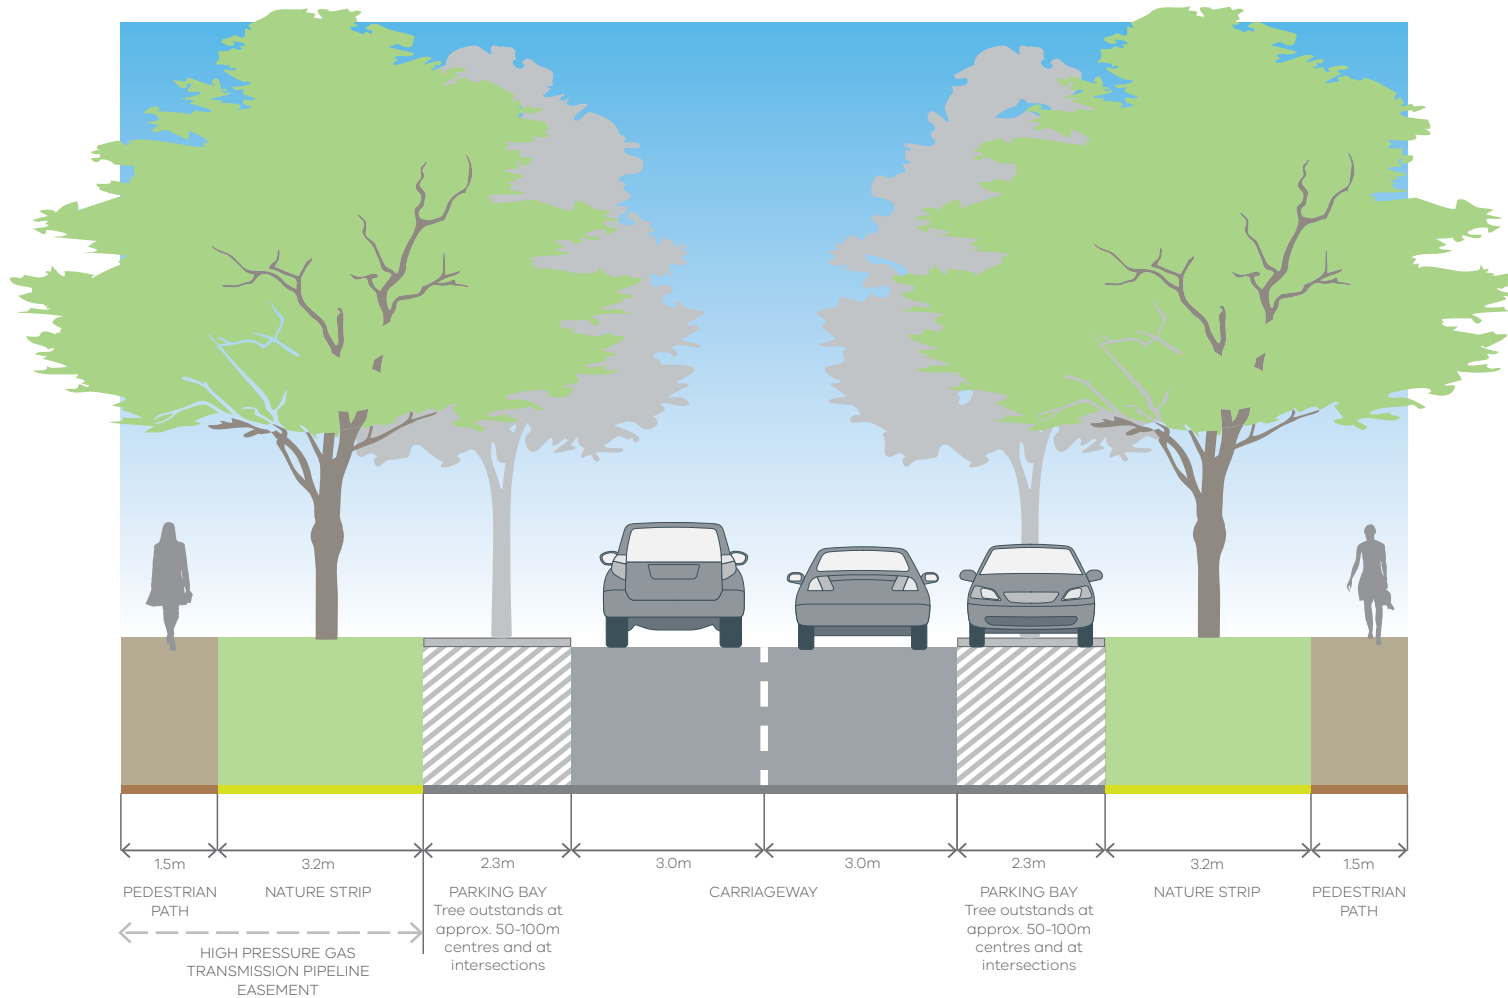 1.5m
3.2m
2.3m
3.0m
3.0m
2.3m
3.2m
1.5m
PEDESTRIAN
PATH
NATURE STRIP
PARKING BAY
Tree outstands at
approx. 50-100m
centres and at
intersections
CARRIAGEWAY
PARKING BAY
Tree outstands at
approx. 50-100m
centres and at
intersections
NATURE STRIP
PEDESTRIAN
PATH
HIGH PRESSURE GAS
TRANSMISSION PIPELINE
EASEMENT